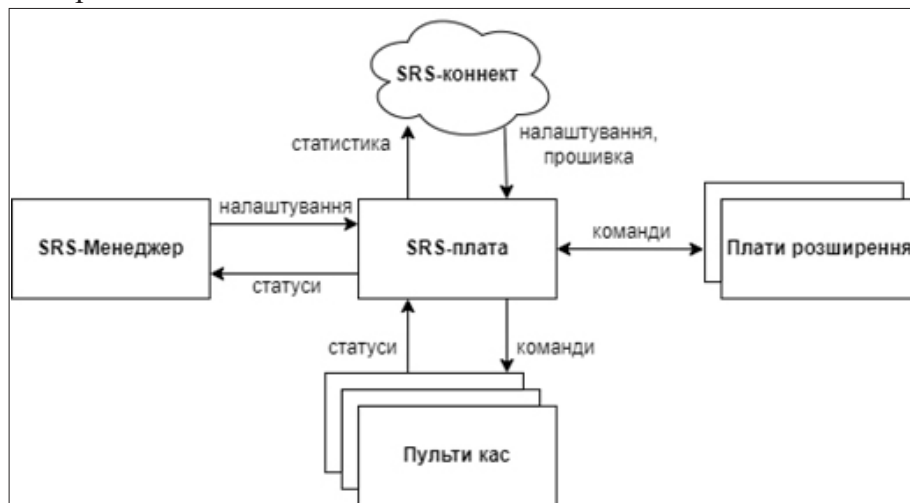 SRS-коннект
статистика
налаштування,
прошивка
налаштування
SRS-Менеджер
SRS-плата
команди
Плати розширення
статуси
статуси
команди
Пульти кас